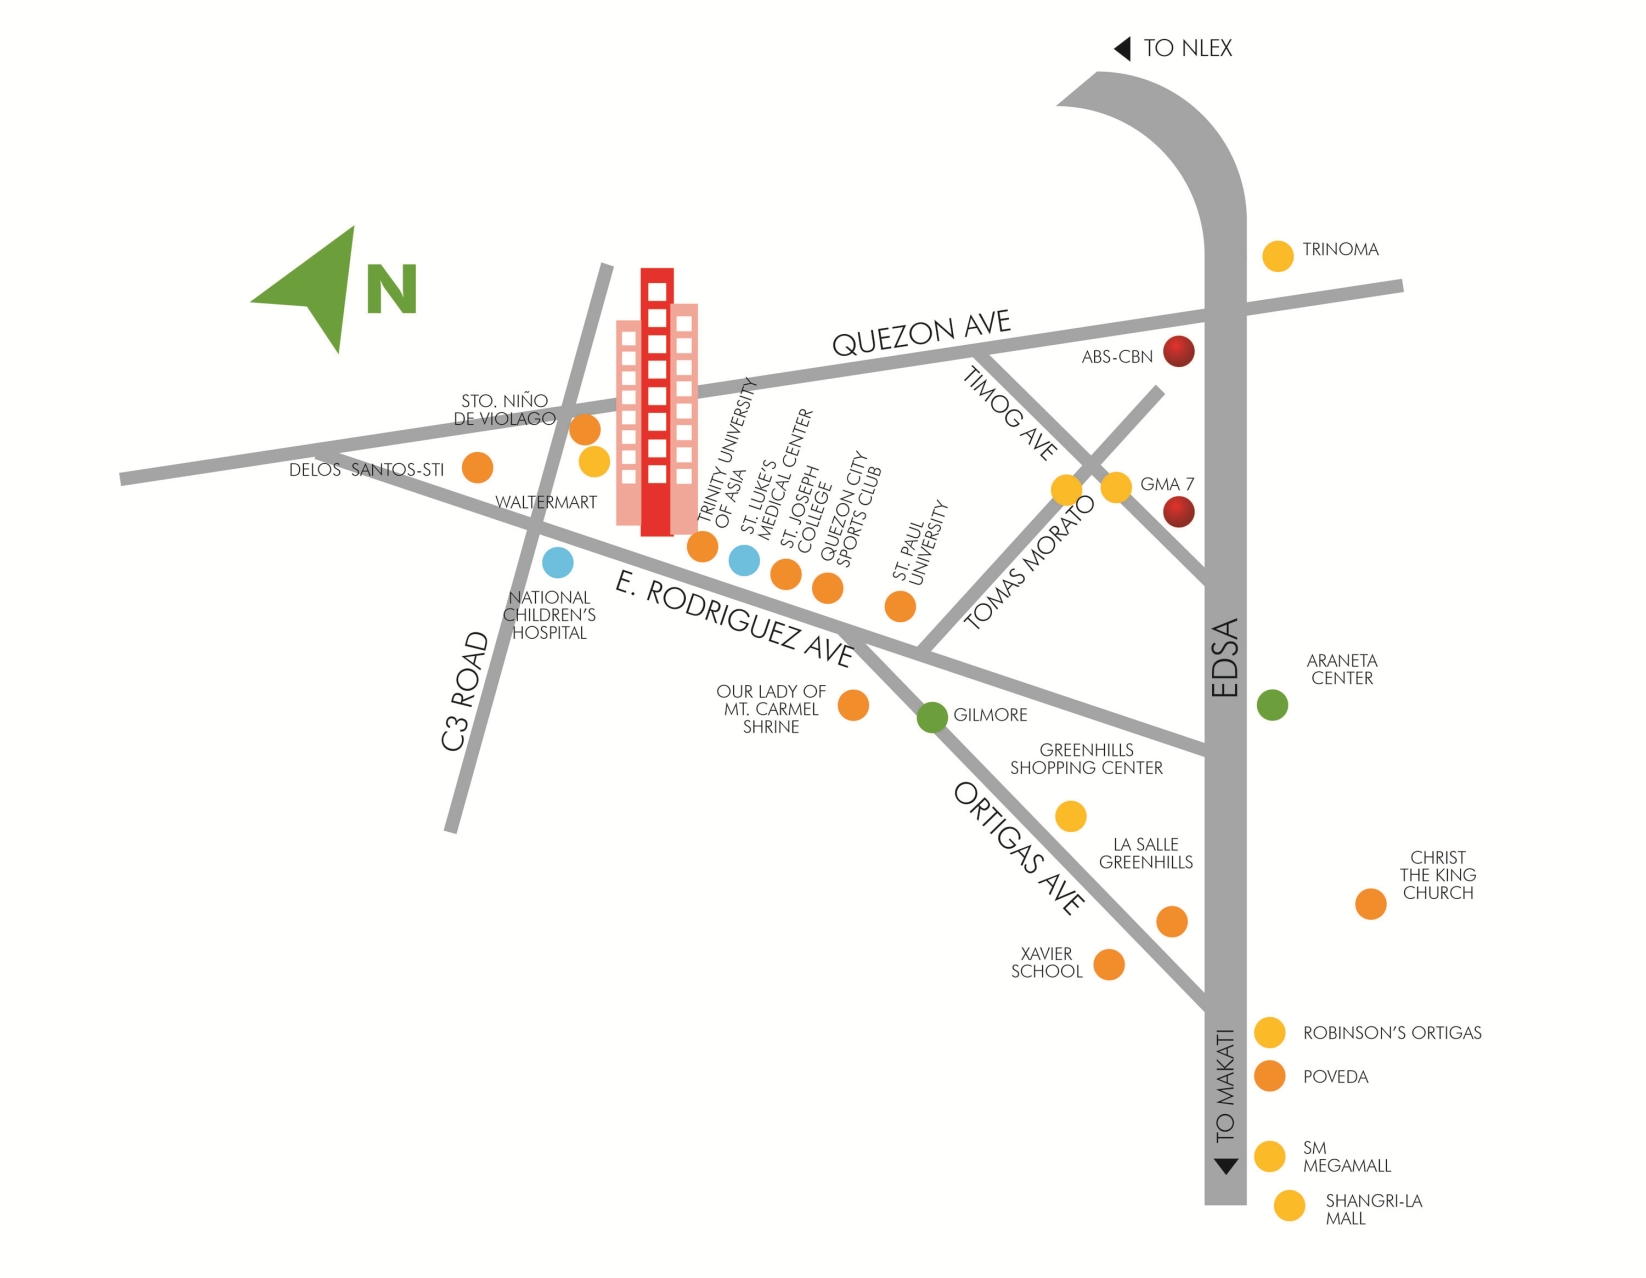 TO NLEX
TRINOMA
N
QUEZON AVE
ABS-CBN
TIMOG AVE
STO. NIÑO
DE VIOLAGO
DELOS SANTOS-STI
WALTERMART
TRINITY UNIVERSITY
OF ASIA
ST. LUKE'S
MEDICAL CENTER
ST. JOSEPH
COLLEGE
QUEZON CITY
SPORTS CLUB
ST. PAUL
UNIVERSITY
GMA 7
TOMAS MORATO
NATIONAL
CHILDREN'S
HOSPITAL
E. RODRIGUEZ AVE
C3 ROAD
EDSA
ARANETA
CENTER
OUR LADY OF
MT. CARMEL
SHRINE
GILMORE
GREENHILLS
SHOPPING CENTER
ORTIGAS AVE
LA SALLE
GREENHILLS
CHRIST
THE KING
CHURCH
XAVIER
SCHOOL
TO MAKATI
ROBINSON'S ORTIGAS
POVEDA
SM
MEGAMALL
SHANGRI-LA
MALL